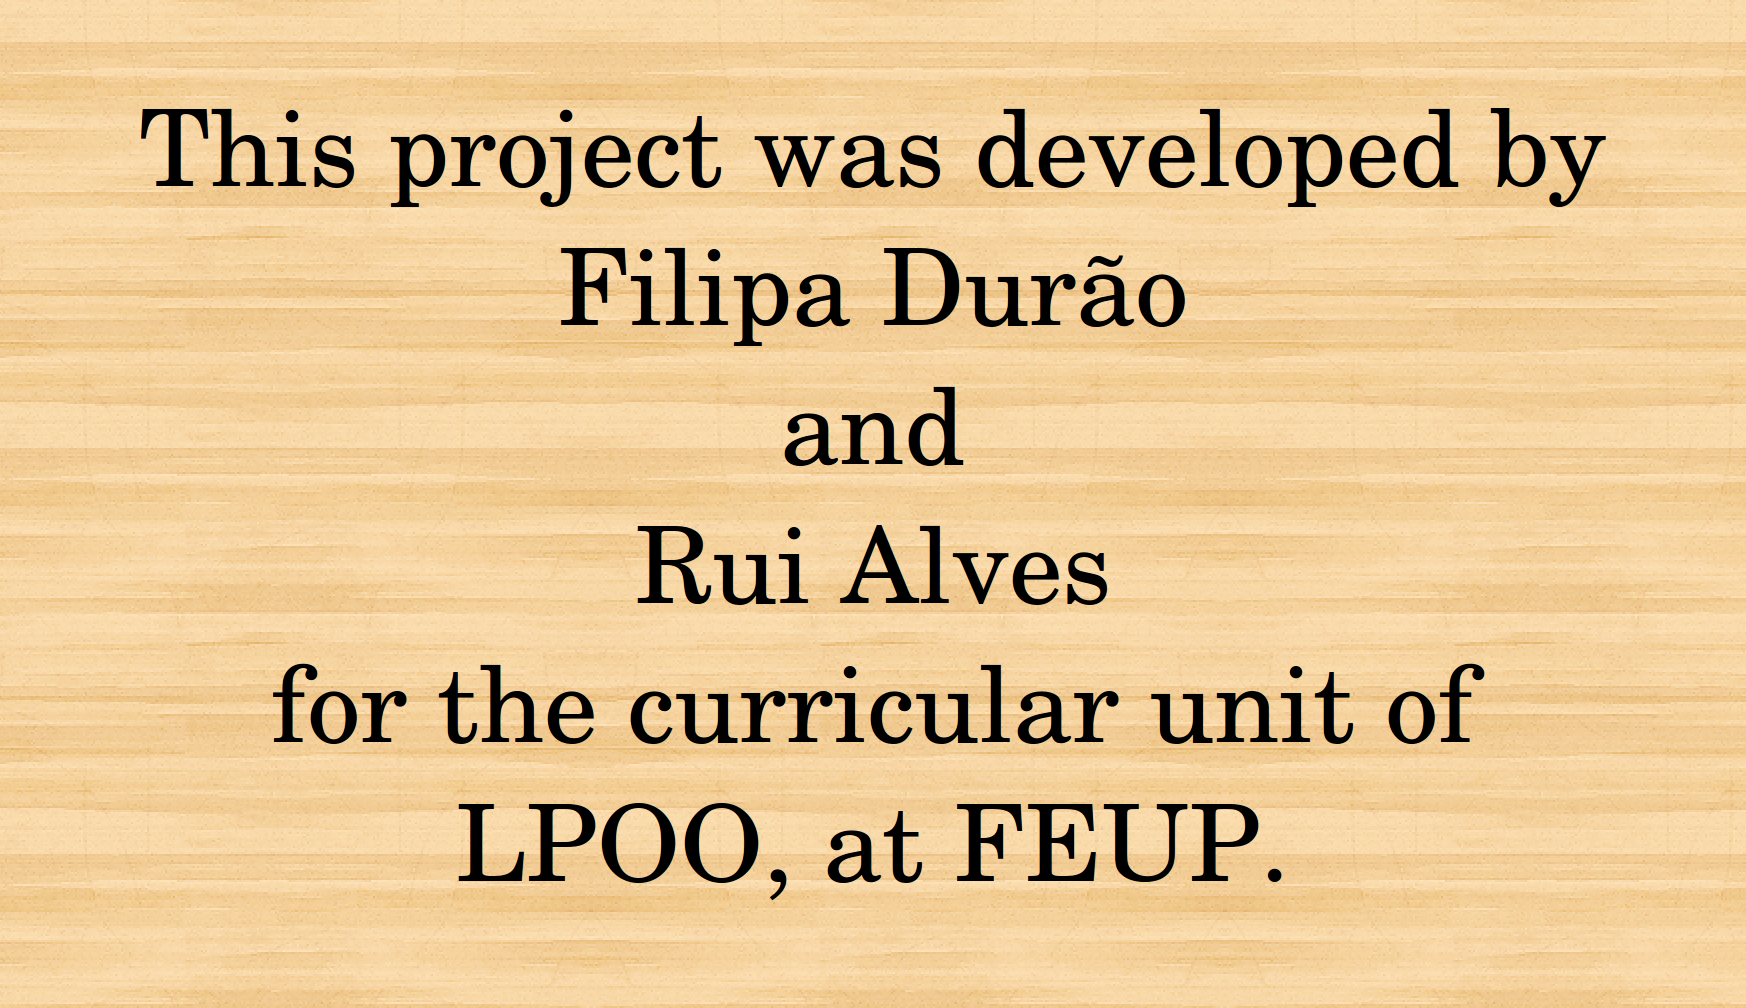 This project was developed by
Filipa Durão
and
Rui Alves
for the curricular unit of
LPOO, at FEUP.